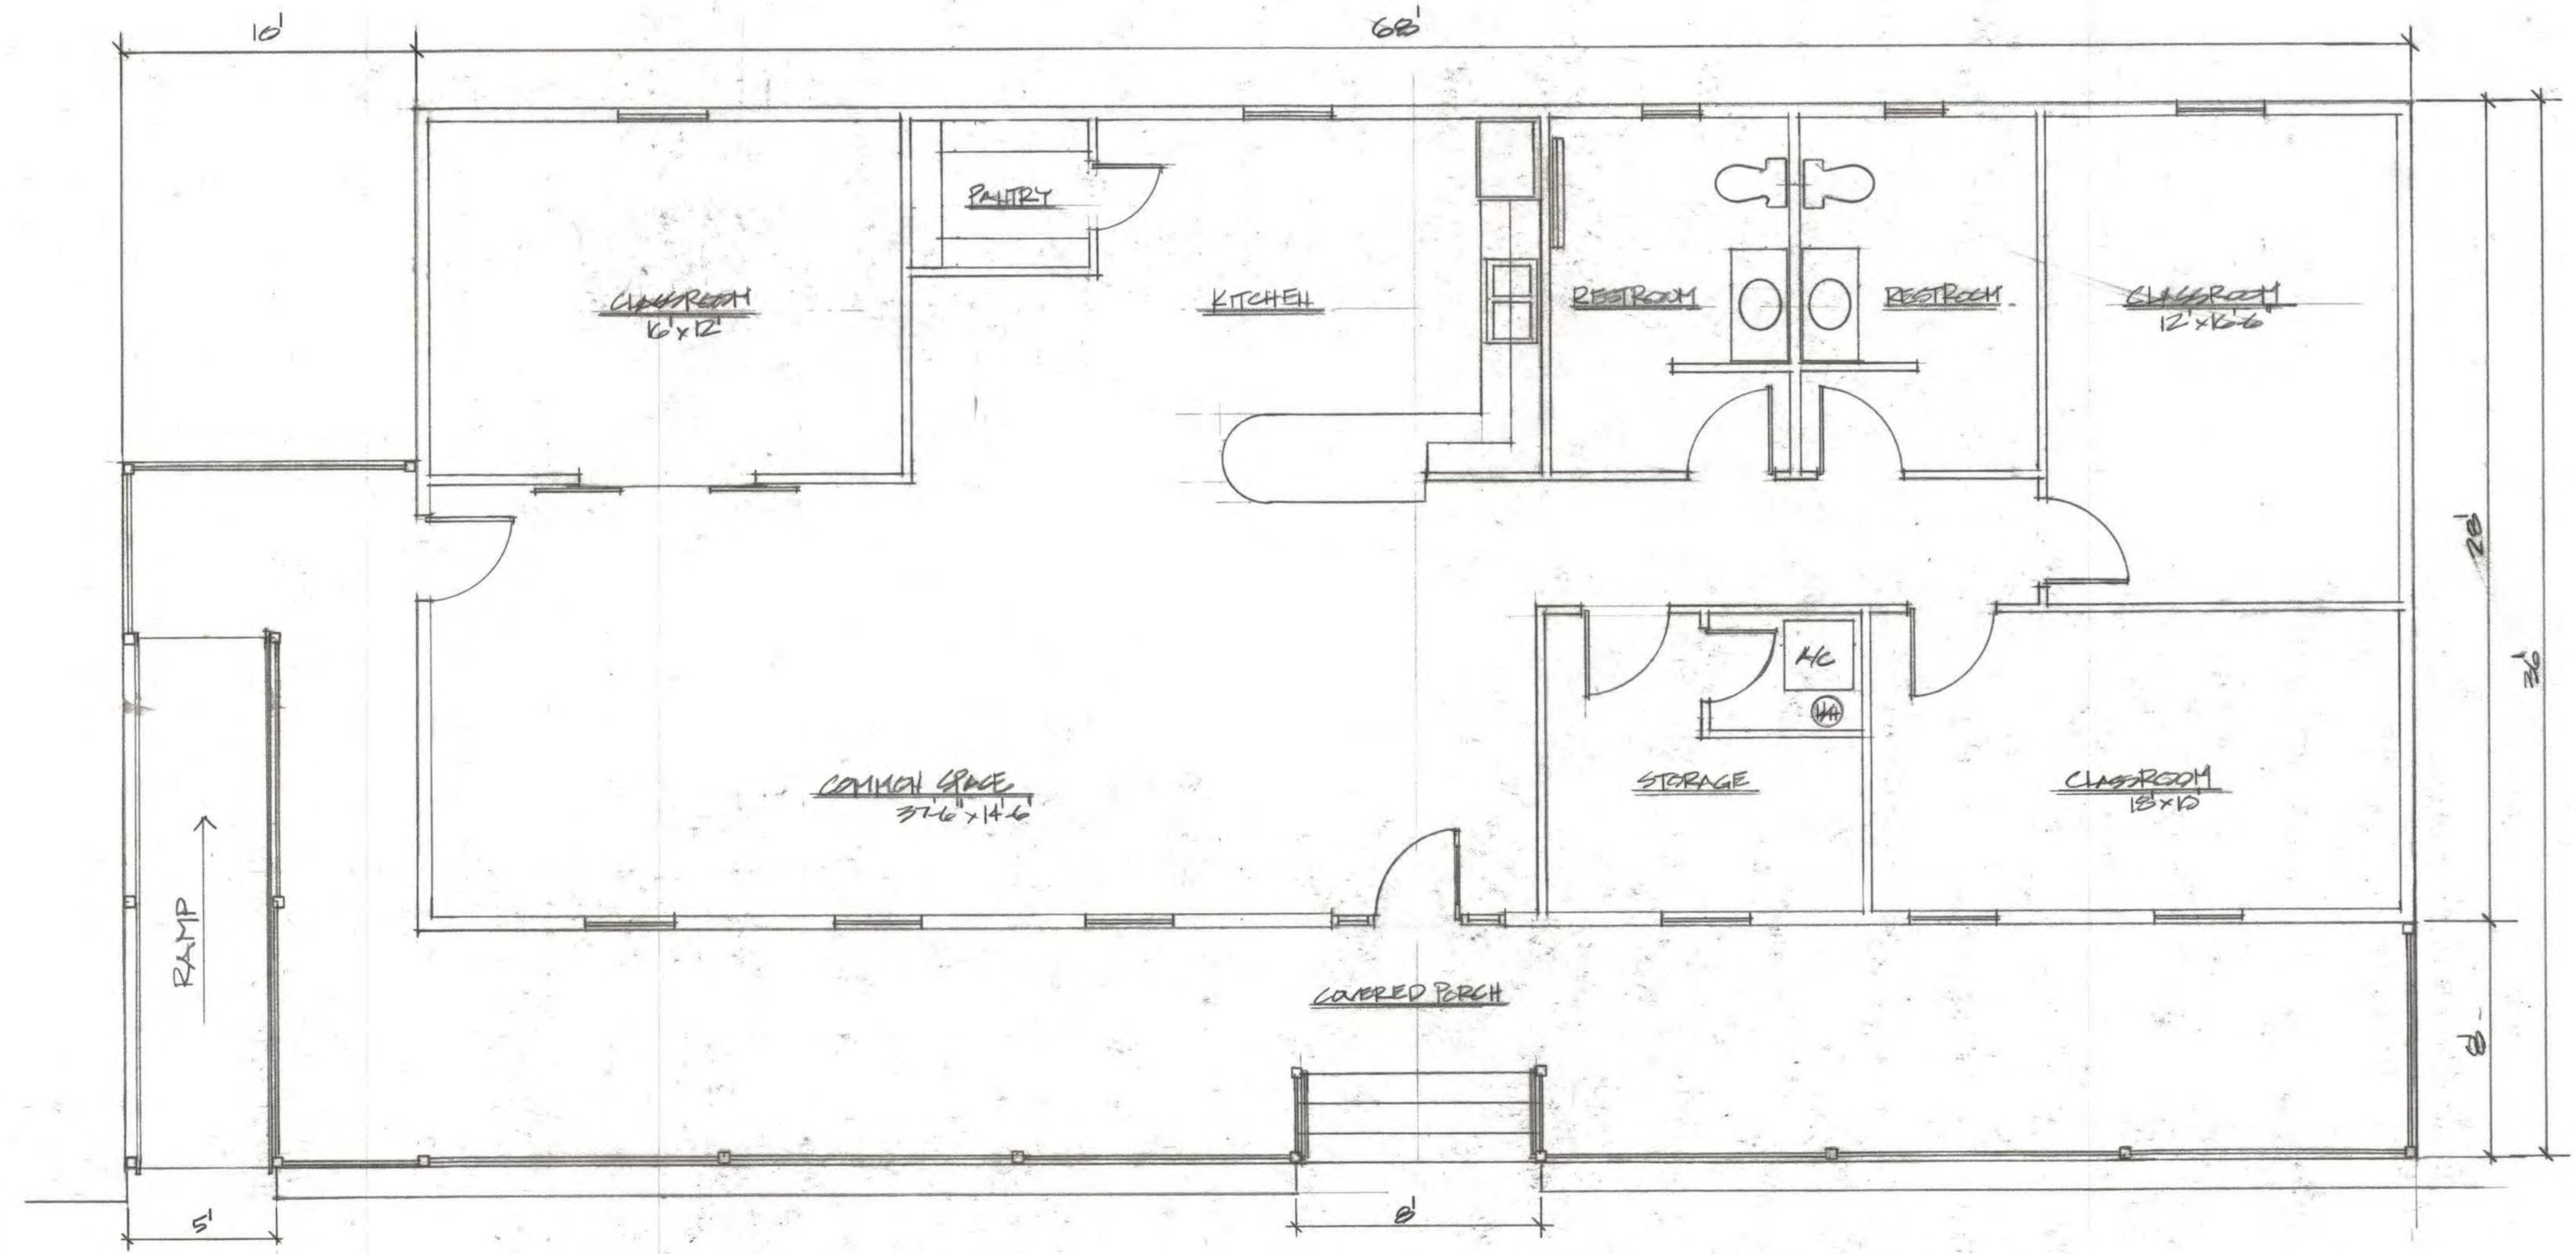 10'
68'
PANTRY
CLASSROOM
16'x12'
KITCHEN
RESTROOM
RESTROOM
CLASSROOM
12'x16'-6"
28'
36'
A/C
W/H
COMMON SPACE
37'-6"x14'-6"
STORAGE
CLASSROOM
18'x10'
RAMP
COVERED PORCH
8'
5'
8'